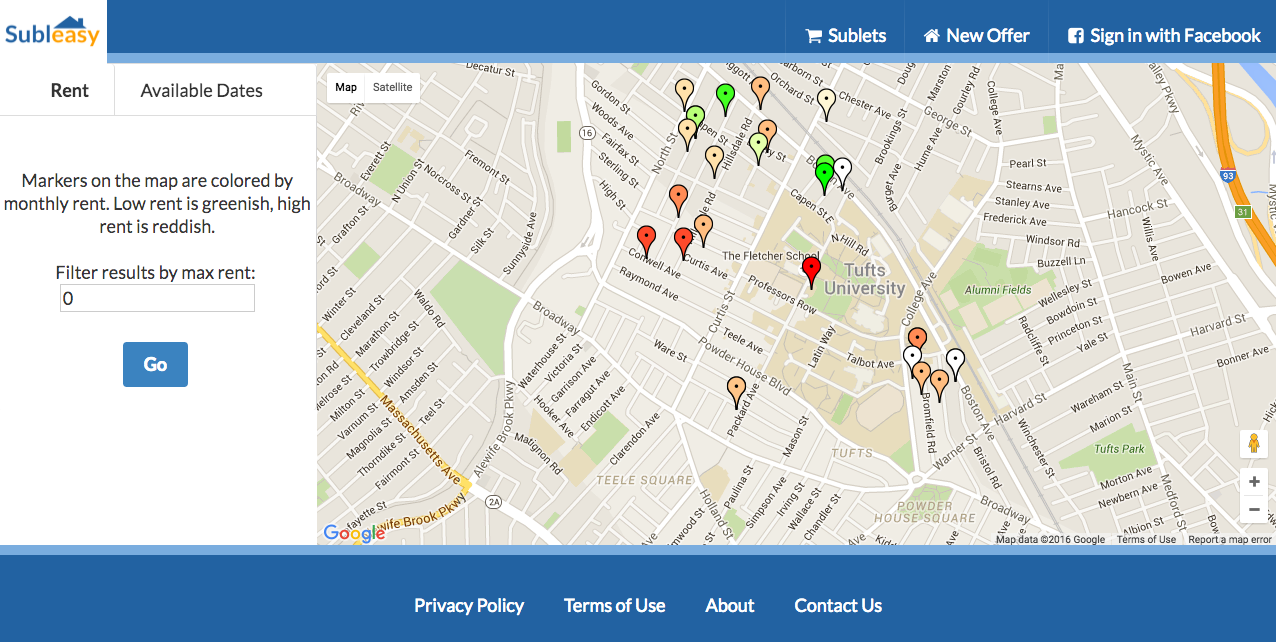 Subleasy
Sublets
New Offer
Sign in with Facebook
Rent
Available Dates
Markers on the map are colored by
monthly rent. Low rent is greenish, high
rent is reddish.
Filter results by max rent:
0
Go
Map
Satellite
Decatur St
Gordon St
Woods Ave
Fairfax St
Sterling St
High St
North St
16
Hillsdale Rd
Orchard St
Chester Ave
George St
Brookings St
Hume Ave
Marston St
Gourley Rd
College Ave
Mystic Ave
Pearl St
Stearns Ave
Stanley Ave
Frederick Ave
Windsor Rd
Buzzell Ln
Hancock St
Willis Ave
93
31
Bowen Ave
Everett St
N Union St
Norcross St
Fremont St
Gardner St
Silk St
Broadway
Grafton St
Sunnyside Ave
Burget Ave
Capen St E
N Hill Rd
The Fletcher School
Tufts
University
Professors Row
Conwell Ave
Curtis Ave
Raymond Ave
Curtis St
College Ave
Alumni Fields
Wellesley St
Bowdoin St
Princeton St
Yale St
Radcliffe St
Harvard St
Bonner Ave
Winter St
Cleveland St
Marathon St
Trowbridge St
Windsor St
Amsden St
Teel St
Waldo Rd
Melrose St
Milton St
Varnum St
Magnolia St
Thorndike St
Fairmont St
Massachusetts Ave
Alewife Brook Pkwy
Broadway
Waterhouse St
Victoria St
Garrison Ave
Farragut Ave
Endicott Ave
Hooker Ave
Matignon Rd
Clarendon Ave
Ware St
Teele Ave
Powder House Blvd
Latin Way
Talbot Ave
Packard Ave
Mason St
Bromfield Rd
Boston Ave
Harvard St
Warner St
Winchester St
Bristol Rd
Main St
Wareham St
Marion St
Tufts Park
Morton Ave
Newbern Ave
Albion St
Medford St
TUFTS
TEELE SQUARE
Holland St
Paulina St
Simpson Ave
Irving St
Wallace St
Chandler St
POWDER
HOUSE SQUARE
Broadway
2A
Google
Map data ©2016 Google
Terms of Use
Report a map error
Privacy Policy
Terms of Use
About
Contact Us